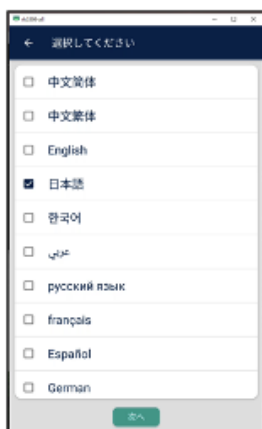 選択してください
中文简体
中文繁体
English
日本語
한국어
عربي
русский язык
français
Español
German
次へ